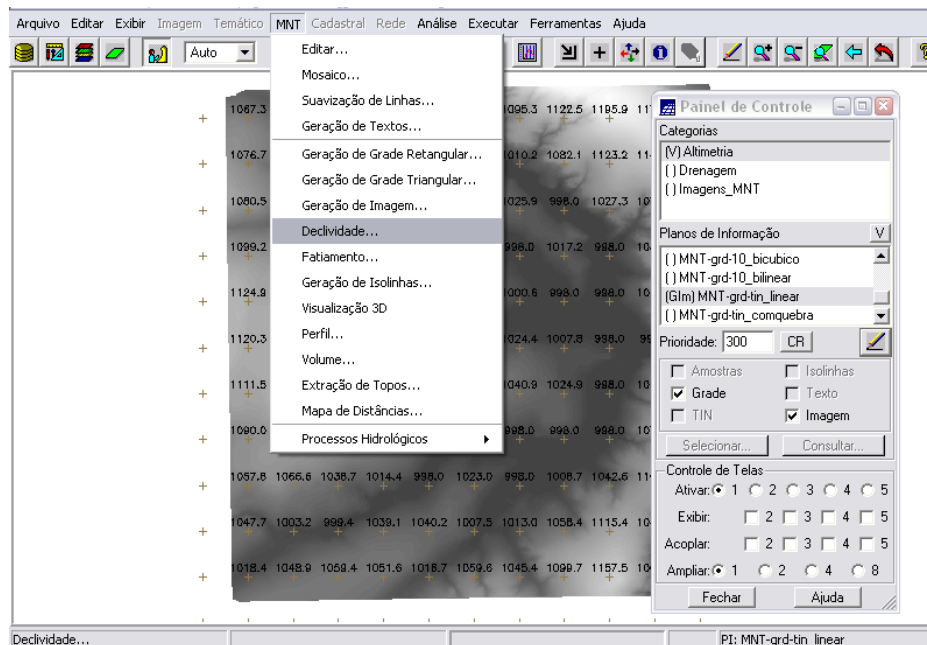 Arquivo Editar Exibir Imagem Temático MNT Cadastral Rede Análise Executar Ferramentas Ajuda
Auto
Editar...
Mosaico...
Suavização de Linhas...
Geração de Textos...
Geração de Grade Retangular...
Geração de Grade Triangular...
Geração de Imagem...
Declividade...
Fatiamento...
Geração de Isolinhas...
Visualização 3D
Perfil...
Volume...
Extração de Topos...
Mapa de Distâncias...
Processos Hidrológicos
1067.3 1095.3 1122.5 1195.9
1076.7 1010.2 1082.1 1123.2
1080.5 1025.9 998.0 1027.3
1099.2 998.0 1017.2 998.0
1124.9 1000.6 998.0 998.0
1120.3 1024.4 1007.8 998.0
1111.5 1040.9 1024.9 998.0
1090.0 998.0 998.0 998.0
1057.8 1066.6 1038.7 1014.4 998.0 1023.0 998.0 1008.7 1042.6
1047.7 1003.2 999.4 1039.1 1040.2 1007.5 1013.0 1058.4 1115.4
1018.4 1048.9 1059.4 1051.6 1018.7 1059.6 1045.4 1099.7 1157.5
Painel de Controle
Categorias
(V) Altimetria
( ) Drenagem
( ) Imagens_MNT
Planos de Informação V
( ) MNT-grd-10_bicubico
( ) MNT-grd-10_bilinear
(GIm) MNT-grd-tin_linear
( ) MNT-grd-tin_comquebra
Prioridade: 300 CR
Amostras Isolinhas
Grade Texto
TIN Imagem
Selecionar... Consultar...
Controle de Telas
Ativar: 1 2 3 4 5
Exibir: 2 3 4 5
Acoplar: 2 3 4 5
Ampliar: 1 2 4 8
Fechar Ajuda
Declividade... PI: MNT-grd-tin_linear